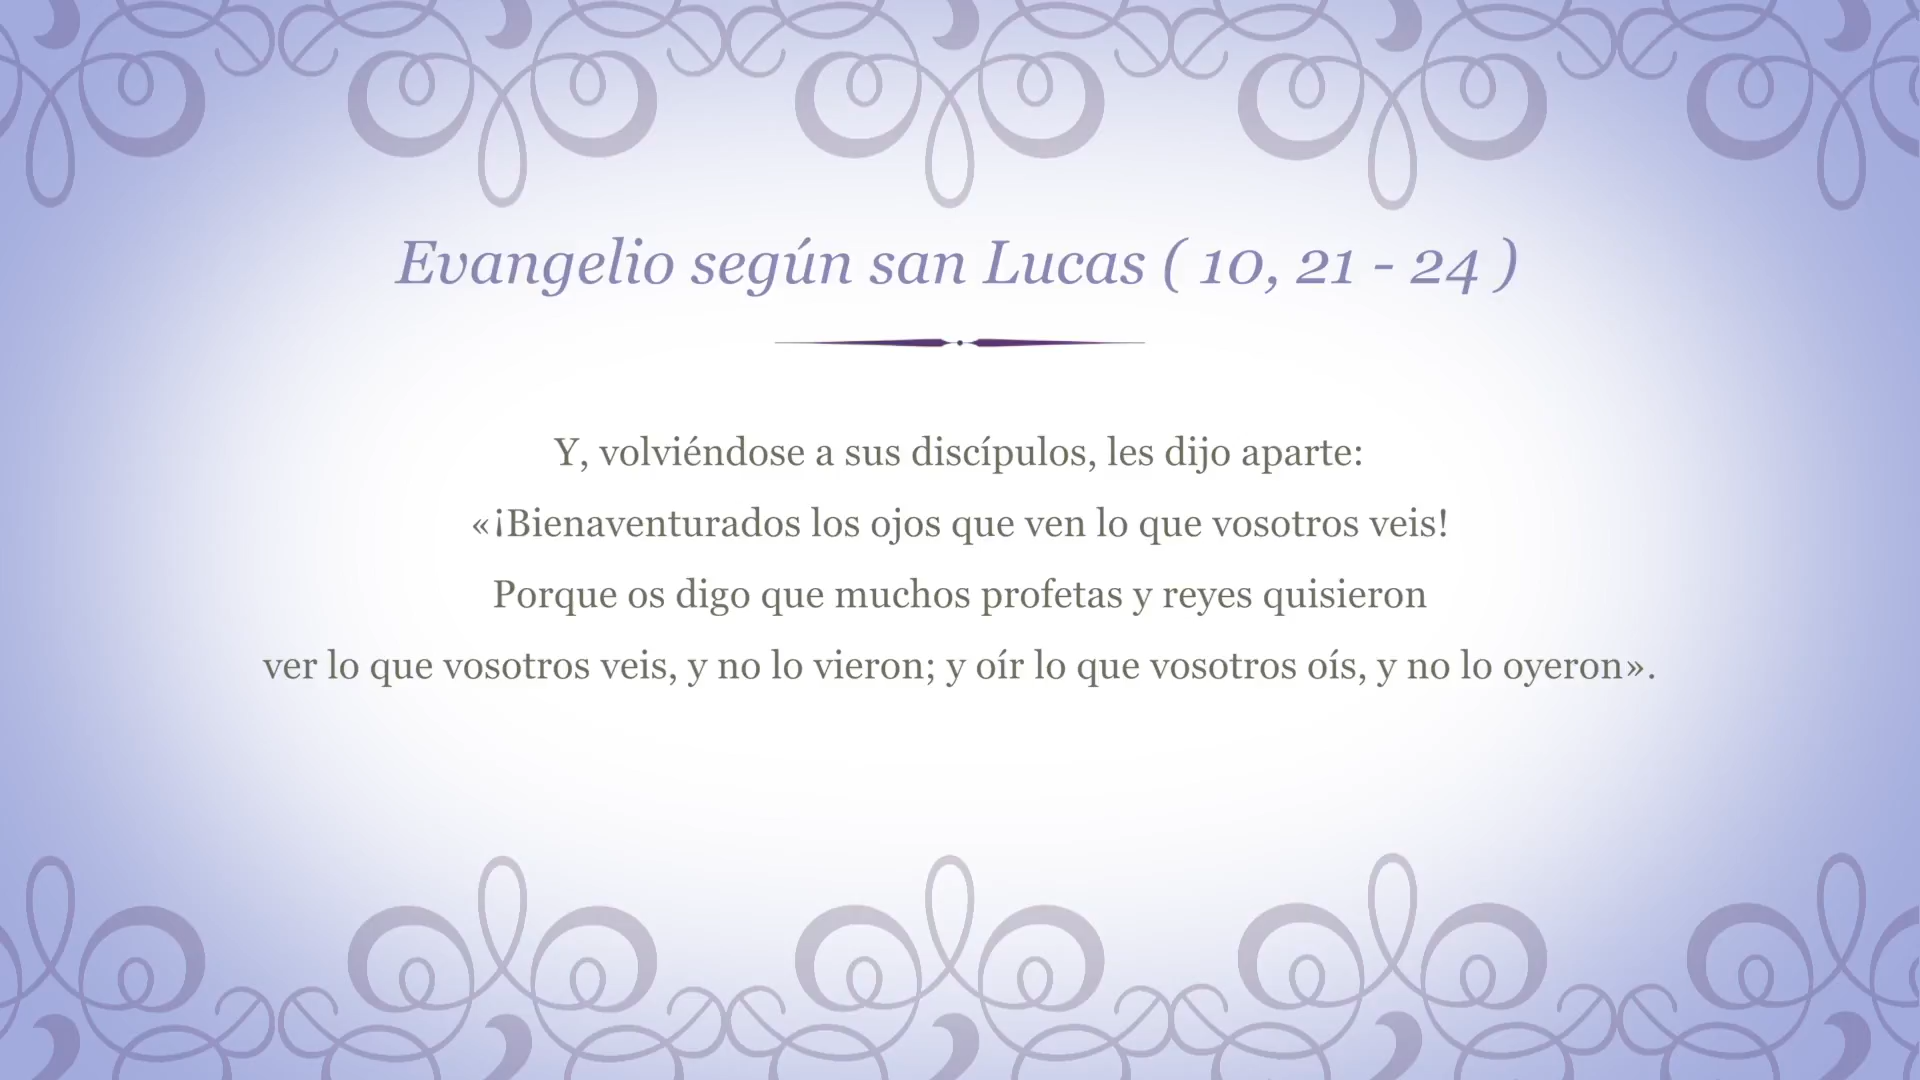 Evangelio según san Lucas ( 10, 21 - 24 )
Y, volviéndose a sus discípulos, les dijo aparte:
«¡Bienaventurados los ojos que ven lo que vosotros veis!
Porque os digo que muchos profetas y reyes quisieron
ver lo que vosotros veis, y no lo vieron; y oír lo que vosotros oís, y no lo oyeron».